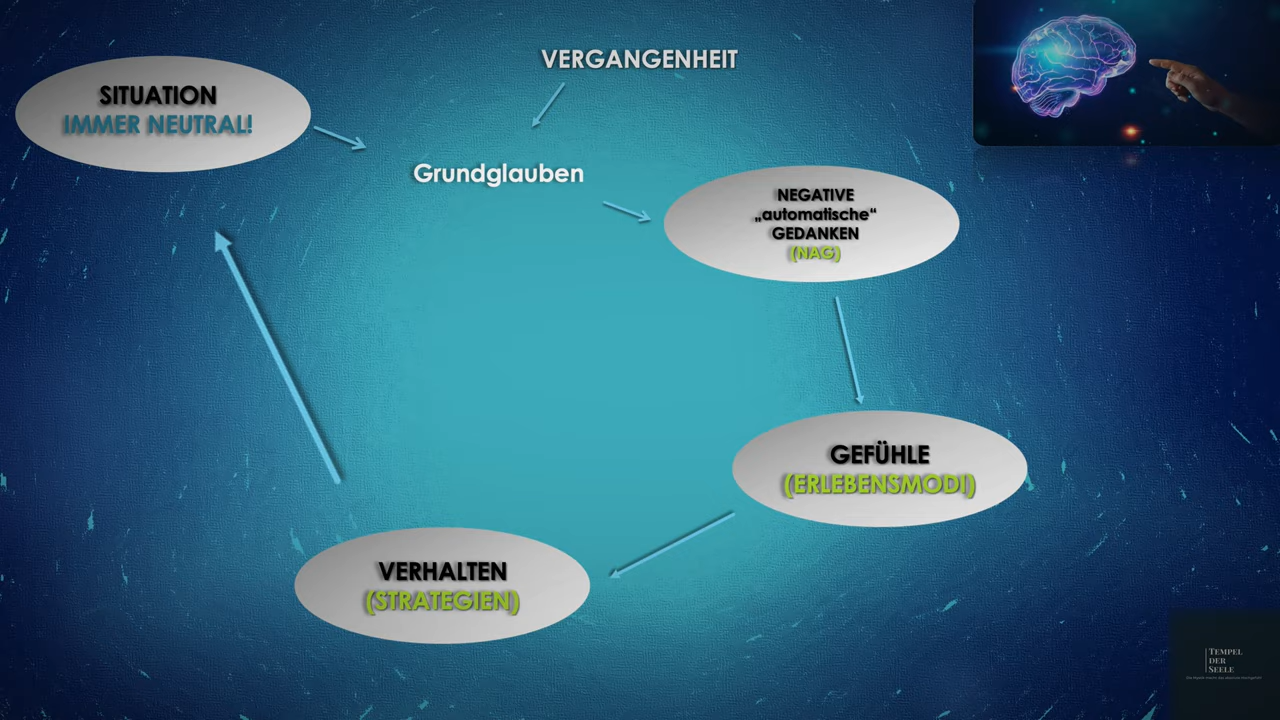 VERGANGENHEIT
SITUATION
IMMER NEUTRAL!
Grundglauben
NEGATIVE
„automatische“
GEDANKEN
(NAG)
GEFÜHLE
(ERLEBENSMODI)
VERHALTEN
(STRATEGIEN)
TEMPEL
DER
SEELE